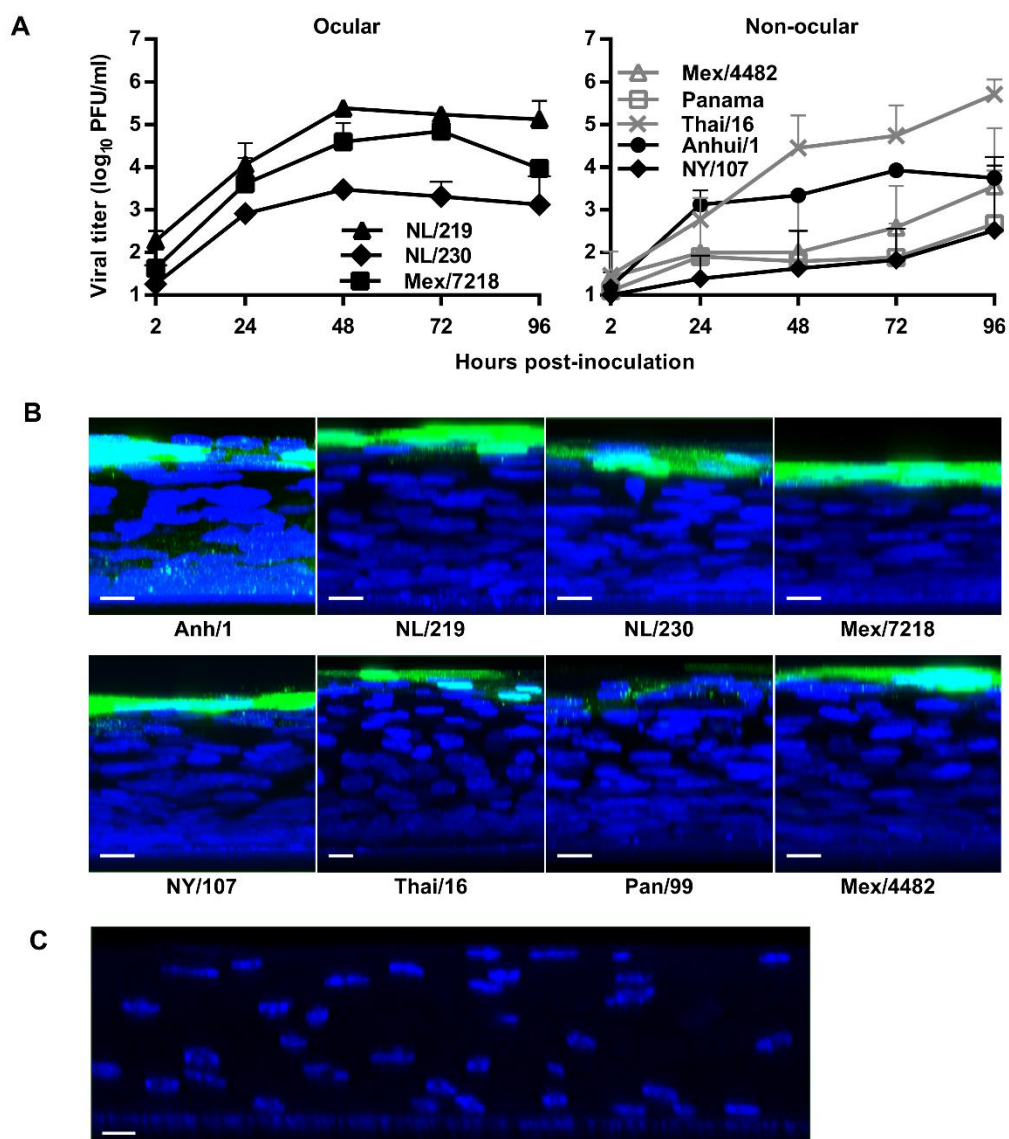 A
Ocular
Non-ocular
Viral titer (log10 PFU/ml)
7
6
5
4
3
2
1
2 24 48 72 96
NL/219
NL/230
Mex/7218
7
6
5
4
3
2
1
2 24 48 72 96
Mex/4482
Panama
Thai/16
Anhui/1
NY/107
Hours post-inoculation
B
Anh/1 NL/219 NL/230 Mex/7218
NY/107 Thai/16 Pan/99 Mex/4482
C